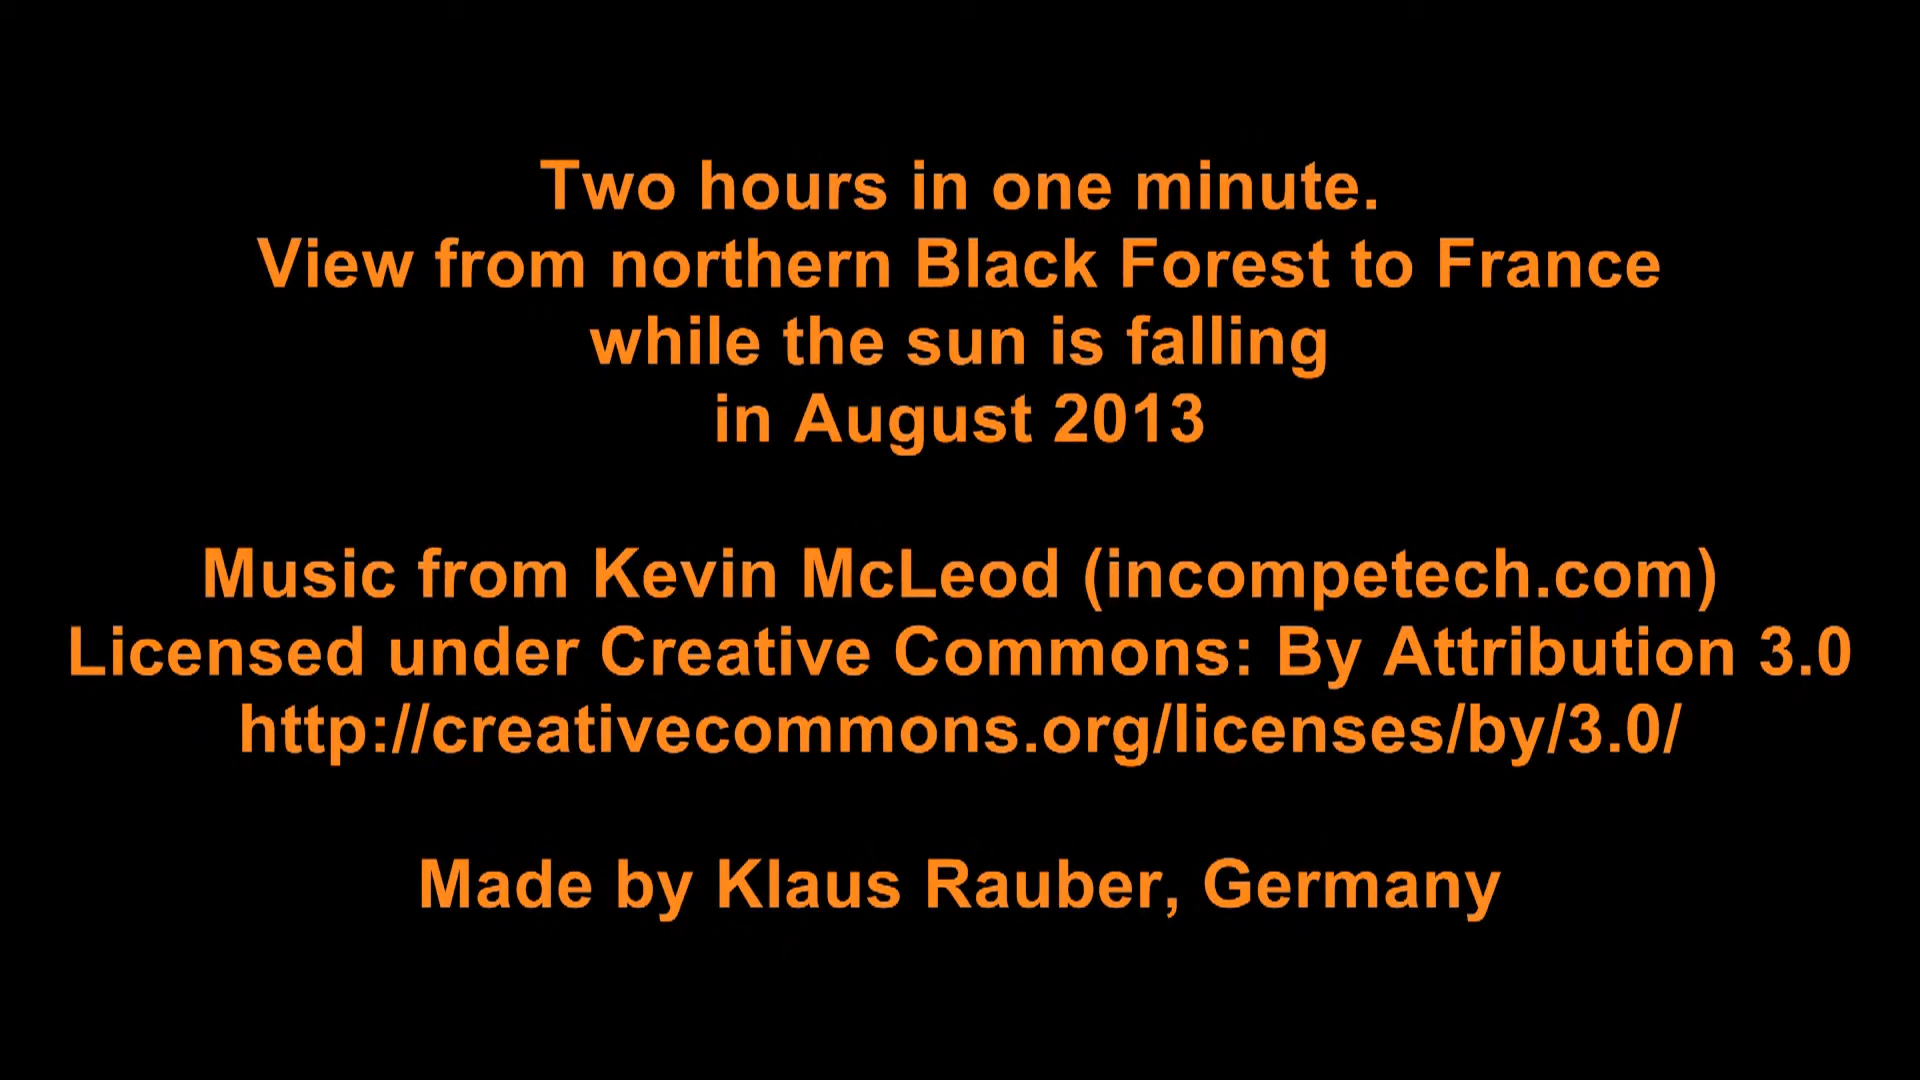 Two hours in one minute.
View from northern Black Forest to France
while the sun is falling
in August 2013
Music from Kevin McLeod (incompetech.com)
Licensed under Creative Commons: By Attribution 3.0
http://creativecommons.org/licenses/by/3.0/
Made by Klaus Rauber, Germany